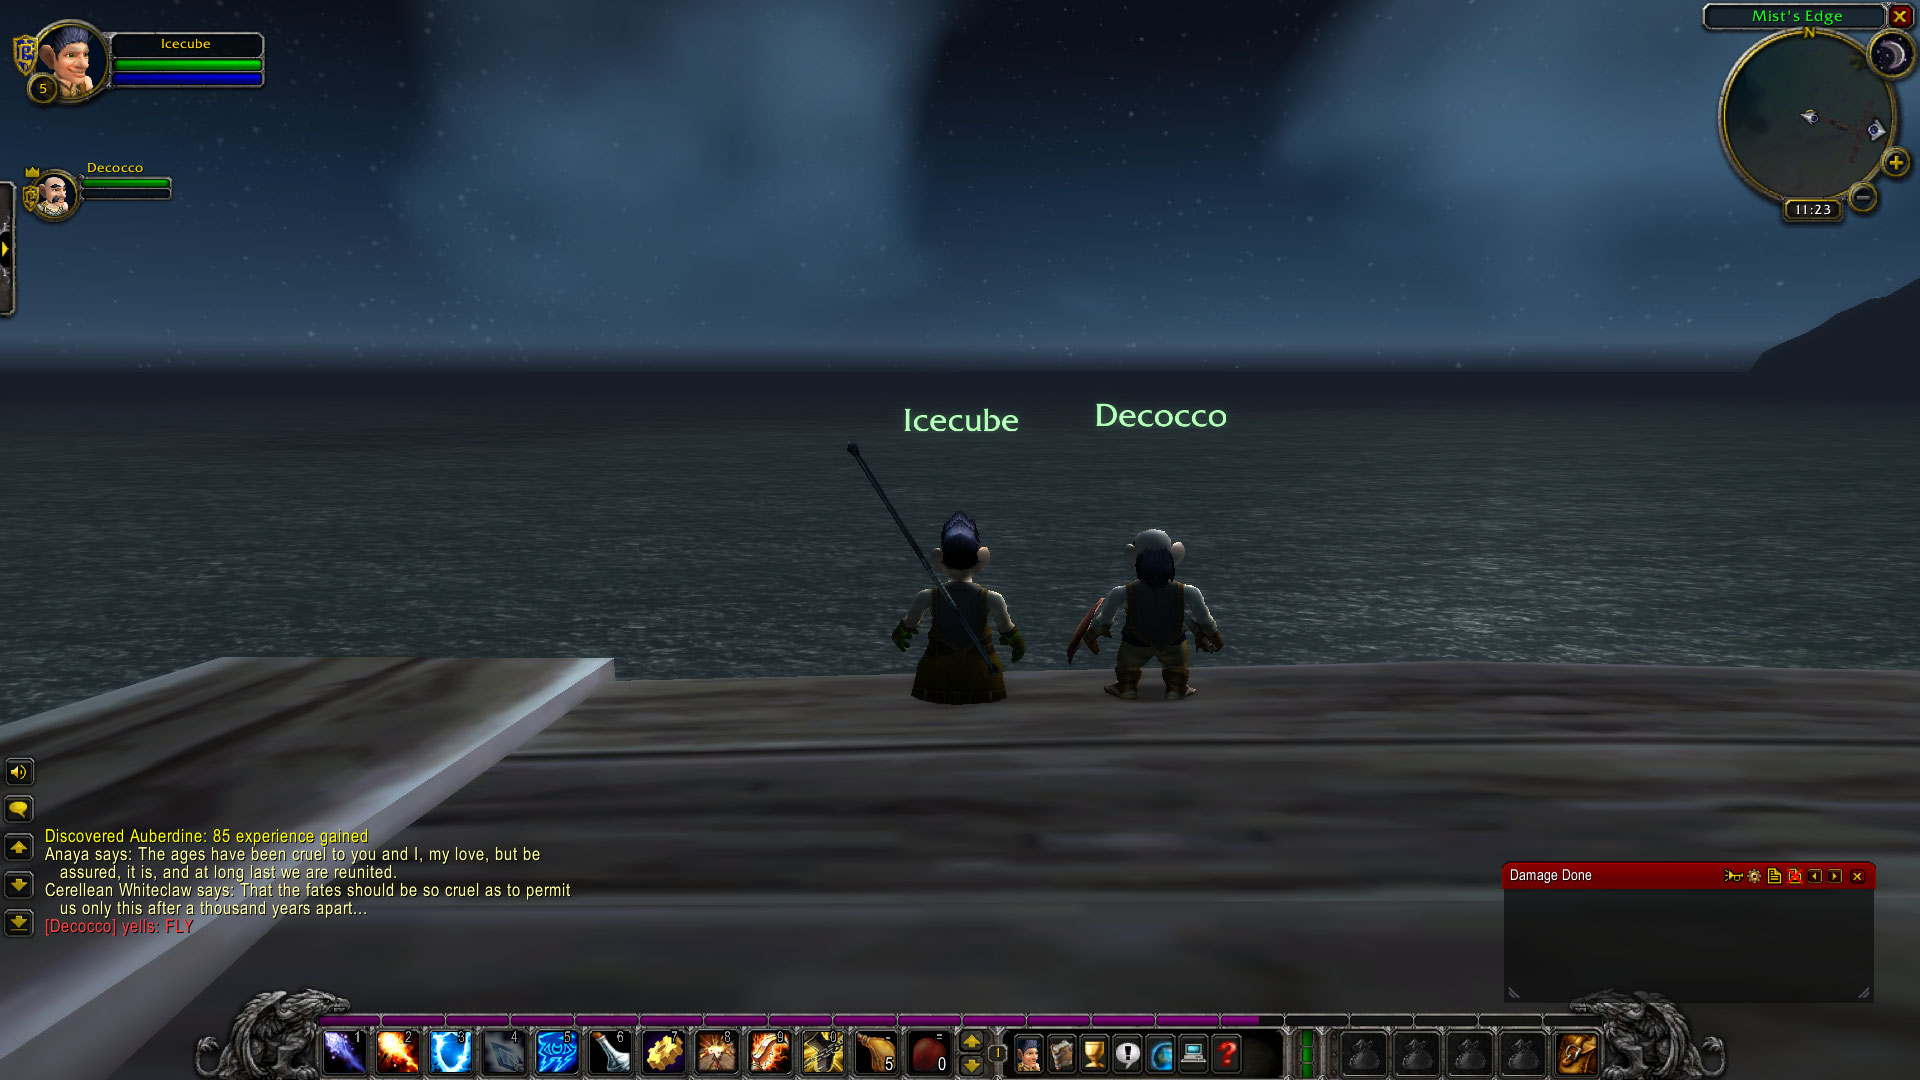 Icecube
5
Decocco
Mist's Edge
N
11:23
Icecube
Decocco
Discovered Auberdine: 85 experience gained
Anaya says: The ages have been cruel to you and I, my love, but be
assured, it is, and at long last we are reunited.
Cerellean Whiteclaw says: That the fates should be so cruel as to permit
us only this after a thousand years apart...
[Decocco] yells: FLY
Damage Done
1 2 3 4 5 6 7 8 9 0 - =
5 0
1